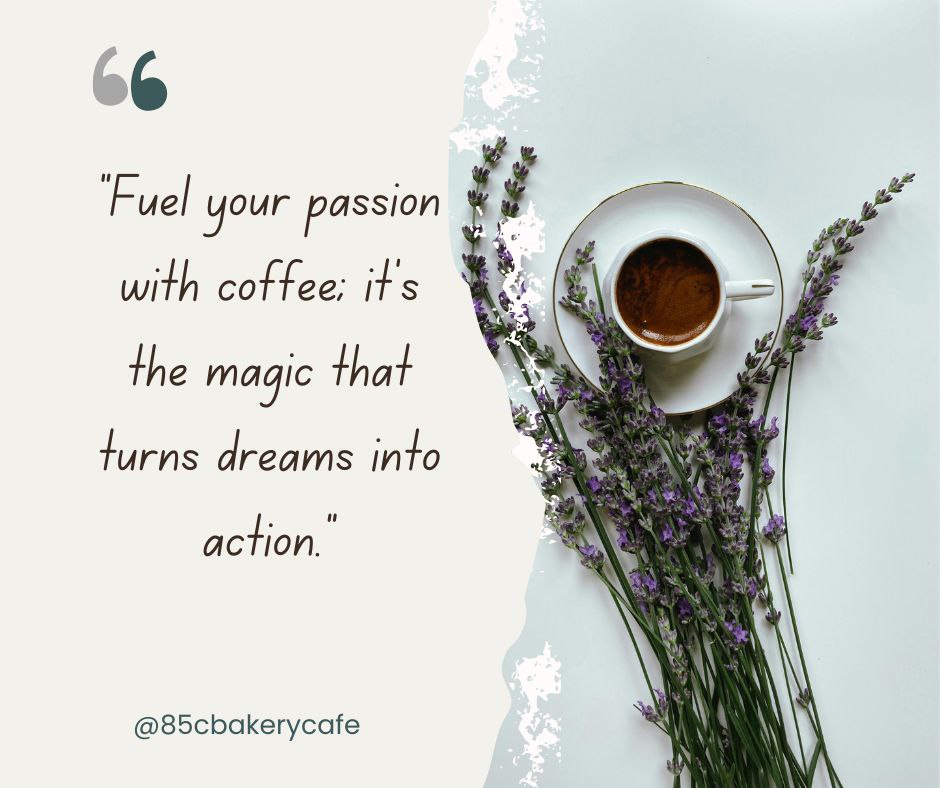 "Fuel your passion
with coffee; it's
the magic that
turns dreams into
action."
@85cbakerycafe